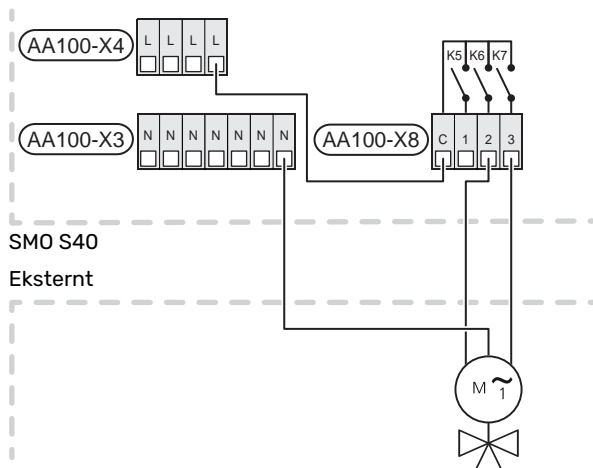 AA100-X4 L L L L
K5 K6 K7
AA100-X3 N N N N N N N
AA100-X8 C 1 2 3
SMO S40
Eksternt
M ~ 1